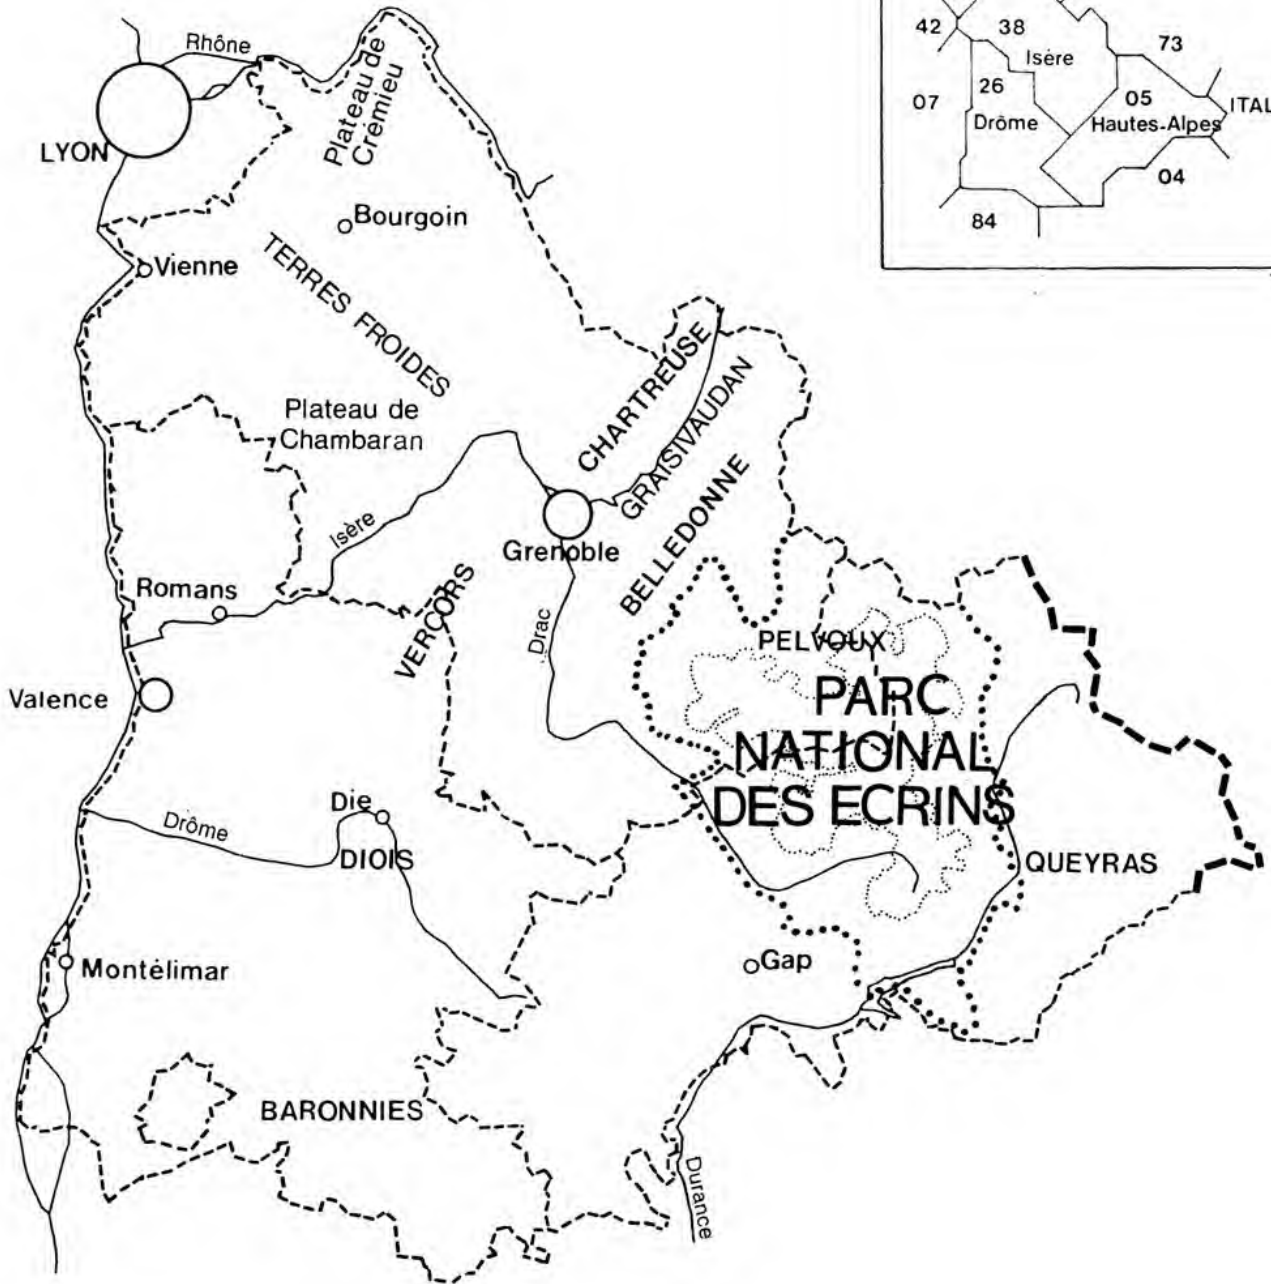 Rhône
LYON
Plateau de
Crémieu
Bourgoin
Vienne
TERRES FROIDES
Plateau de
Chambaran
CHARTREUSE
GRAISIVAUDAN
BELLEDONNE
Isère
Grenoble
Romans
VERCORS
Drac
Valence
PELVOUX
PARC
NATIONAL
DES ECRINS
Die
Drôme
DIOIS
QUEYRAS
Montélimar
Gap
BARONNIES
Durance
42
38
73
Isère
26
07
05
ITAL
Drôme
Hautes-Alpes
04
84